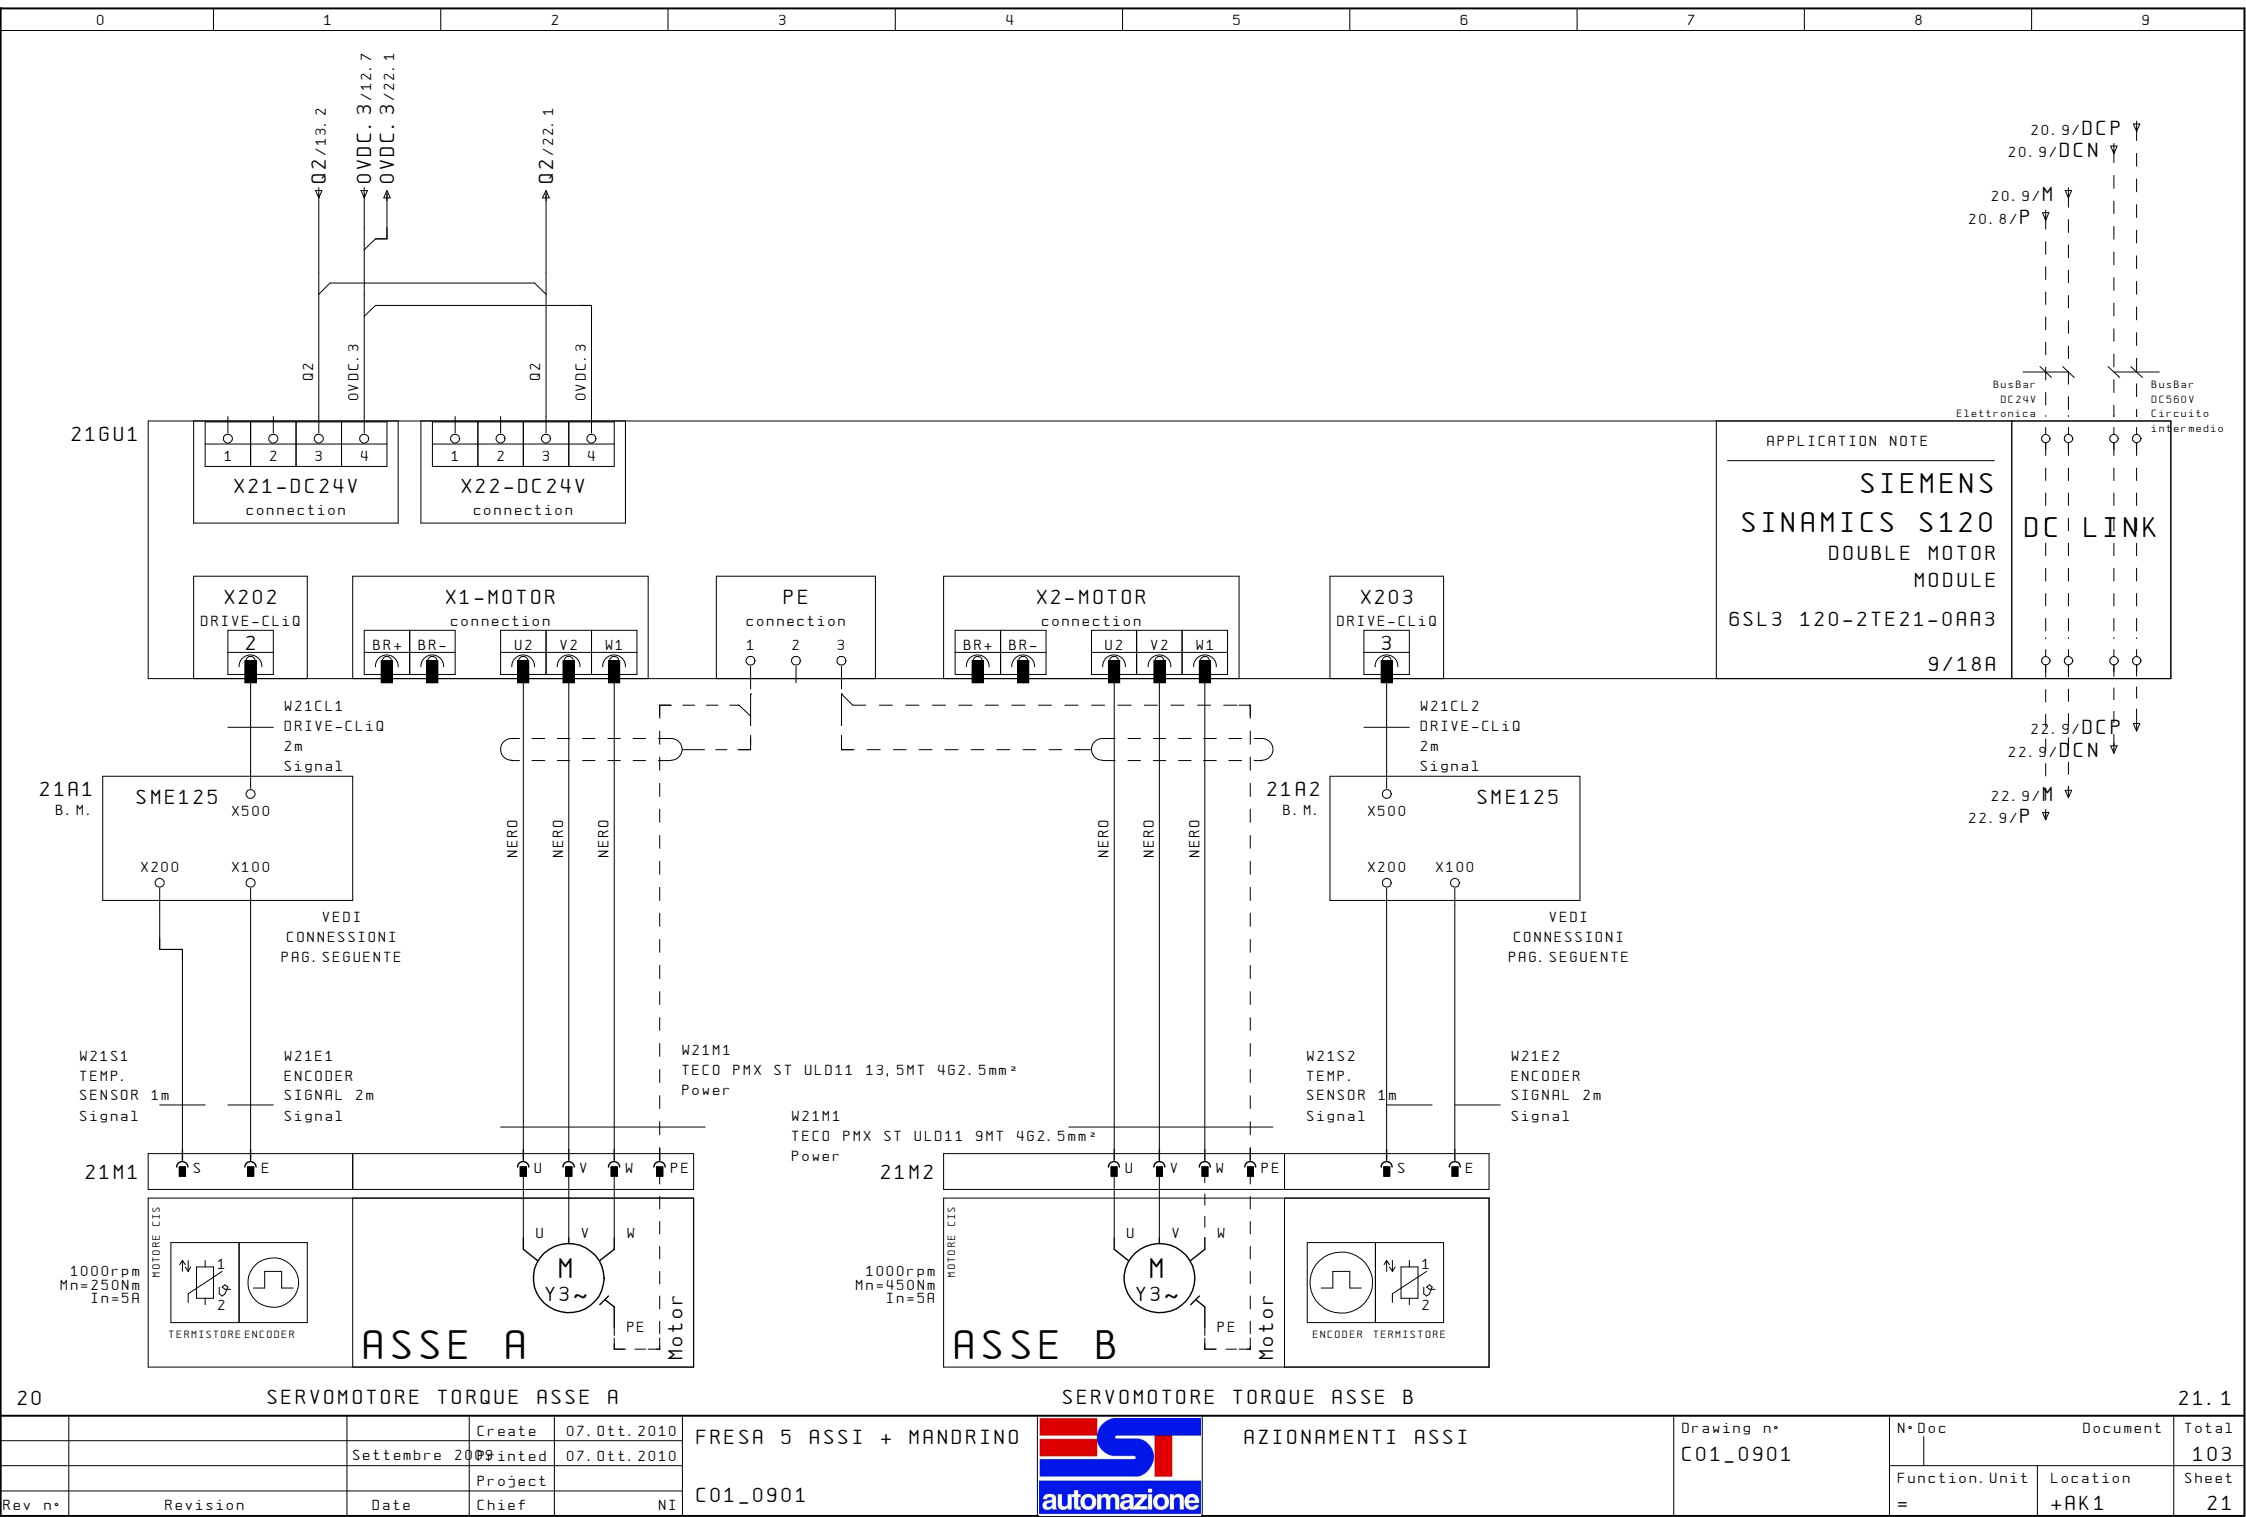 0 1 2 3 4 5 6 7 8 9
Q2/13.2
0VDC.3/12.7
0VDC.3/22.1
Q2/22.1
20.9/DCP
20.9/DCN
20.9/M
20.8/P
Q2
0VDC.3
Q2
0VDC.3
BusBar
DC24V
Elettronica
BusBar
DC560V
Circuito
intermedio
21GU1
1 2 3 4
X21-DC24V
connection
1 2 3 4
X22-DC24V
connection
APPLICATION NOTE
SIEMENS
SINAMICS S120
DOUBLE MOTOR
MODULE
6SL3 120-2TE21-0AA3
9/18A
DC LINK
X202
DRIVE-CLiQ
2
X1-MOTOR
connection
BR+ BR- U2 V2 W1
PE
connection
1 2 3
X2-MOTOR
connection
BR+ BR- U2 V2 W1
X203
DRIVE-CLiQ
3
W21CL1
DRIVE-CLiQ
2m
Signal
W21CL2
DRIVE-CLiQ
2m
Signal
22.9/DCP
22.9/DCN
22.9/M
22.9/P
21A1
B.M.
SME125
X500
X200 X100
VEDI
CONNESSIONI
PAG.SEGUENTE
NERO NERO NERO
NERO NERO NERO
21A2
B.M.
SME125
X500
X200 X100
VEDI
CONNESSIONI
PAG.SEGUENTE
W21S1
TEMP.
SENSOR 1m
Signal
W21E1
ENCODER
SIGNAL 2m
Signal
W21M1
TECO PMX ST ULD11 13,5MT 4G2.5mm²
Power
W21M1
TECO PMX ST ULD11 9MT 4G2.5mm²
Power
W21S2
TEMP.
SENSOR 1m
Signal
W21E2
ENCODER
SIGNAL 2m
Signal
21M1
S E U V W PE
21M2
U V W PE S E
MOTORE CIS
1000rpm
Mn=250Nm
In=5A
1
2
TERMISTORE ENCODER
U V W
M
Y3~
PE
Motor
ASSE A
MOTORE CIS
1000rpm
Mn=450Nm
In=5A
U V W
M
Y3~
PE
Motor
ASSE B
1
2
ENCODER TERMISTORE
20
SERVOMOTORE TORQUE ASSE A
SERVOMOTORE TORQUE ASSE B
21.1
Create 07.Ott.2010
Settembre 2009 Printed 07.Ott.2010
Project
Rev n° Revision Date Chief NI
FRESA 5 ASSI + MANDRINO
C01_0901
EST
automazione
AZIONAMENTI ASSI
Drawing n°
C01_0901
N°Doc Document
Total
103
Function.Unit
=
Location
+AK1
Sheet
21